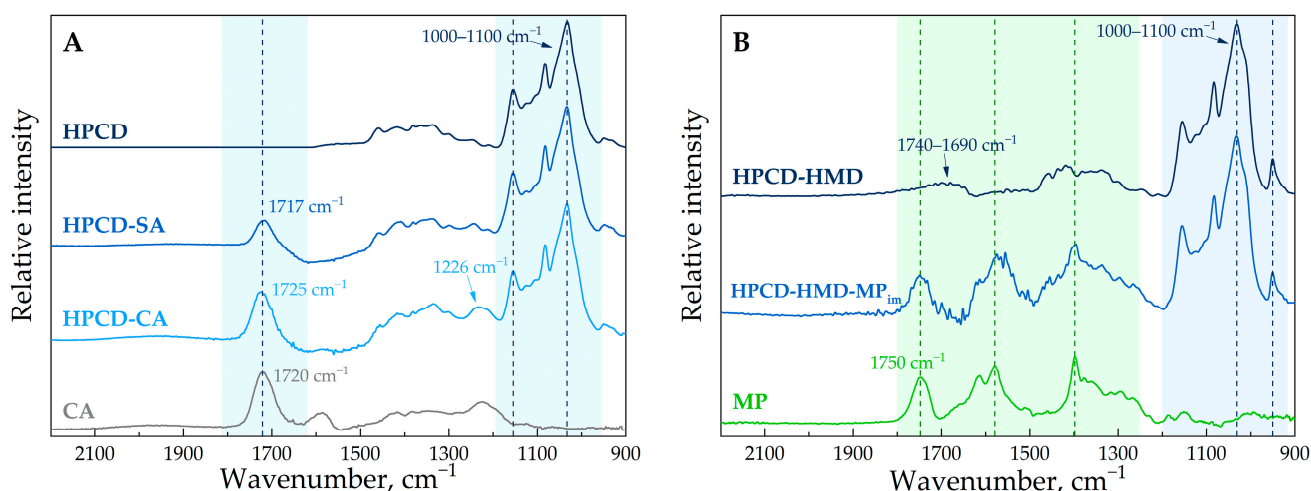 A
1000–1100 cm⁻¹
HPCD
1717 cm⁻¹
HPCD-SA
1226 cm⁻¹
1725 cm⁻¹
HPCD-CA
1720 cm⁻¹
CA
Relative intensity
2100 1900 1700 1500 1300 1100 900
Wavenumber, cm⁻¹
B
1000–1100 cm⁻¹
1740–1690 cm⁻¹
HPCD-HMD
HPCD-HMD-MPim
1750 cm⁻¹
MP
Relative intensity
2100 1900 1700 1500 1300 1100 900
Wavenumber, cm⁻¹